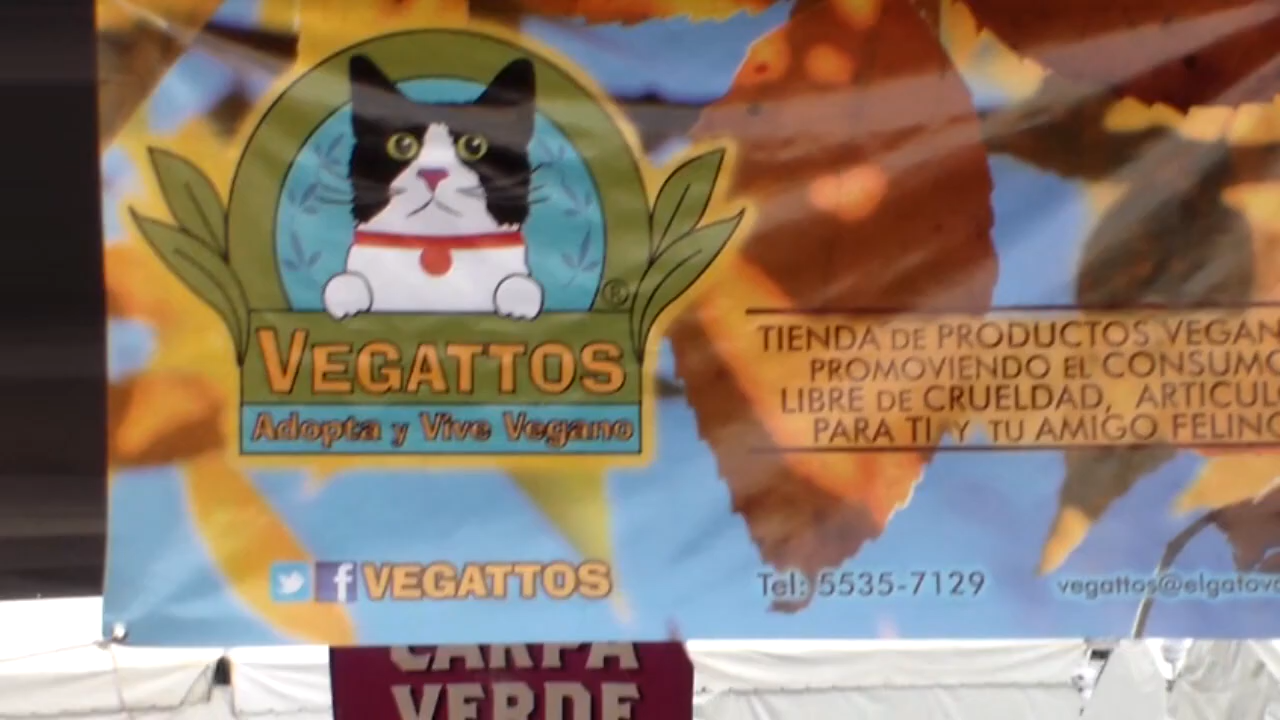 VEGATTOS
Adopta y Vive Vegano
®
TIENDA DE PRODUCTOS VEGAN
PROMOVIENDO EL CONSUMO
LIBRE DE CRUELDAD, ARTICUL
PARA TI Y TU AMIGO FELINO
f VEGATTOS
Tel: 5535-7129
vegattos@elgatov
CARPA
VERDE